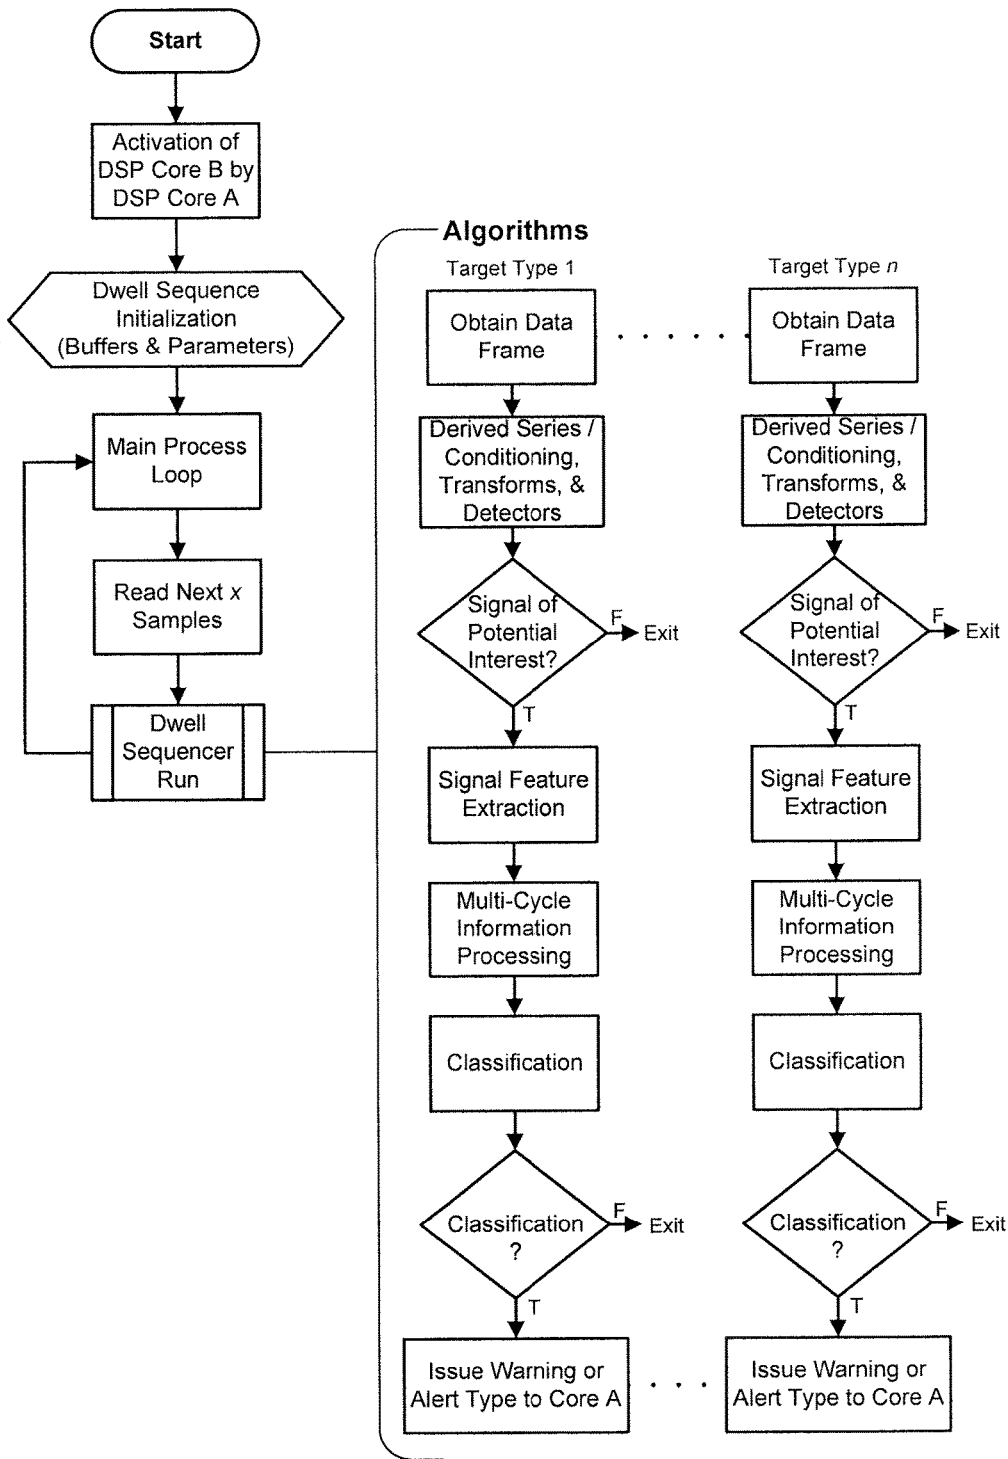 Start
Activation of
DSP Core B by
DSP Core A
Dwell Sequence
Initialization
(Buffers & Parameters)
Main Process
Loop
Read Next x
Samples
Dwell
Sequencer
Run
Algorithms
Target Type 1
Obtain Data
Frame
Derived Series /
Conditioning,
Transforms, &
Detectors
Signal of
Potential
Interest?
F
Exit
T
Signal Feature
Extraction
Multi-Cycle
Information
Processing
Classification
Classification
?
F
Exit
T
Issue Warning or
Alert Type to Core A
Target Type n
Obtain Data
Frame
Derived Series /
Conditioning,
Transforms, &
Detectors
Signal of
Potential
Interest?
F
Exit
T
Signal Feature
Extraction
Multi-Cycle
Information
Processing
Classification
Classification
?
F
Exit
T
Issue Warning or
Alert Type to Core A